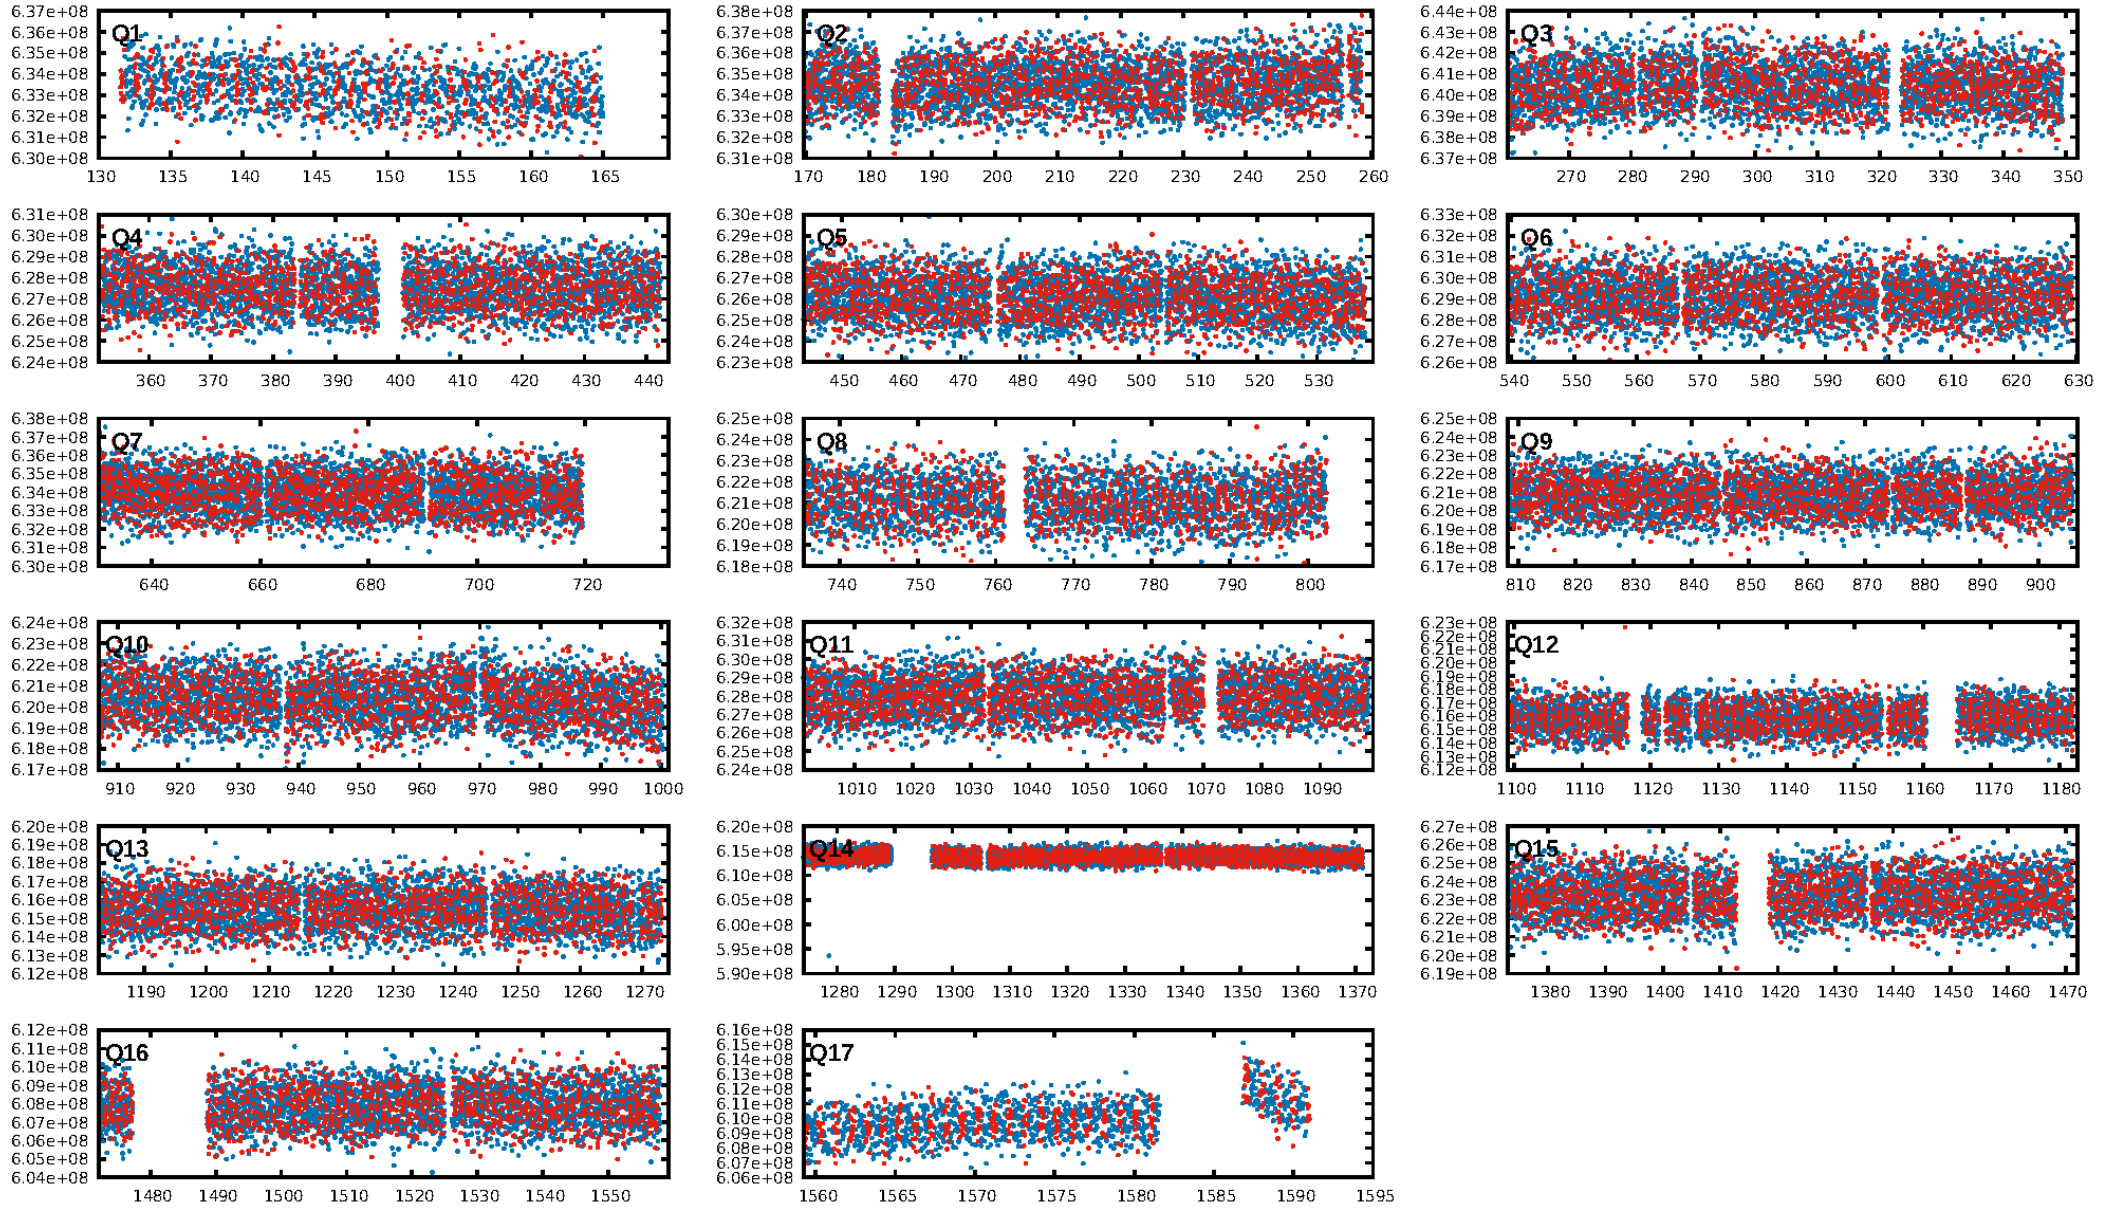 Q1
6.37e+08
6.36e+08
6.35e+08
6.34e+08
6.33e+08
6.32e+08
6.31e+08
6.30e+08
130 135 140 145 150 155 160 165
Q2
6.38e+08
6.37e+08
6.36e+08
6.35e+08
6.34e+08
6.33e+08
6.32e+08
6.31e+08
170 180 190 200 210 220 230 240 250 260
Q3
6.44e+08
6.43e+08
6.42e+08
6.41e+08
6.40e+08
6.39e+08
6.38e+08
6.37e+08
270 280 290 300 310 320 330 340 350
Q4
6.31e+08
6.30e+08
6.29e+08
6.28e+08
6.27e+08
6.26e+08
6.25e+08
6.24e+08
360 370 380 390 400 410 420 430 440
Q5
6.30e+08
6.29e+08
6.28e+08
6.27e+08
6.26e+08
6.25e+08
6.24e+08
6.23e+08
450 460 470 480 490 500 510 520 530
Q6
6.33e+08
6.32e+08
6.31e+08
6.30e+08
6.29e+08
6.28e+08
6.27e+08
6.26e+08
540 550 560 570 580 590 600 610 620 630
Q7
6.38e+08
6.37e+08
6.36e+08
6.35e+08
6.34e+08
6.33e+08
6.32e+08
6.31e+08
6.30e+08
640 660 680 700 720
Q8
6.25e+08
6.24e+08
6.23e+08
6.22e+08
6.21e+08
6.20e+08
6.19e+08
6.18e+08
740 750 760 770 780 790 800
Q9
6.25e+08
6.24e+08
6.23e+08
6.22e+08
6.21e+08
6.20e+08
6.19e+08
6.18e+08
6.17e+08
810 820 830 840 850 860 870 880 890 900
Q10
6.24e+08
6.23e+08
6.22e+08
6.21e+08
6.20e+08
6.19e+08
6.18e+08
6.17e+08
910 920 930 940 950 960 970 980 990 1000
Q11
6.32e+08
6.31e+08
6.30e+08
6.29e+08
6.28e+08
6.27e+08
6.26e+08
6.25e+08
6.24e+08
1010 1020 1030 1040 1050 1060 1070 1080 1090
Q12
6.23e+08
6.22e+08
6.21e+08
6.20e+08
6.19e+08
6.18e+08
6.17e+08
6.16e+08
6.15e+08
6.14e+08
6.13e+08
6.12e+08
1100 1110 1120 1130 1140 1150 1160 1170 1180
Q13
6.20e+08
6.19e+08
6.18e+08
6.17e+08
6.16e+08
6.15e+08
6.14e+08
6.13e+08
6.12e+08
1190 1200 1210 1220 1230 1240 1250 1260 1270
Q14
6.20e+08
6.15e+08
6.10e+08
6.05e+08
6.00e+08
5.95e+08
5.90e+08
1280 1290 1300 1310 1320 1330 1340 1350 1360 1370
Q15
6.27e+08
6.26e+08
6.25e+08
6.24e+08
6.23e+08
6.22e+08
6.21e+08
6.20e+08
6.19e+08
1380 1390 1400 1410 1420 1430 1440 1450 1460 1470
Q16
6.12e+08
6.11e+08
6.10e+08
6.09e+08
6.08e+08
6.07e+08
6.06e+08
6.05e+08
6.04e+08
1480 1490 1500 1510 1520 1530 1540 1550
Q17
6.16e+08
6.15e+08
6.14e+08
6.13e+08
6.12e+08
6.11e+08
6.10e+08
6.09e+08
6.08e+08
6.07e+08
6.06e+08
1560 1565 1570 1575 1580 1585 1590 1595